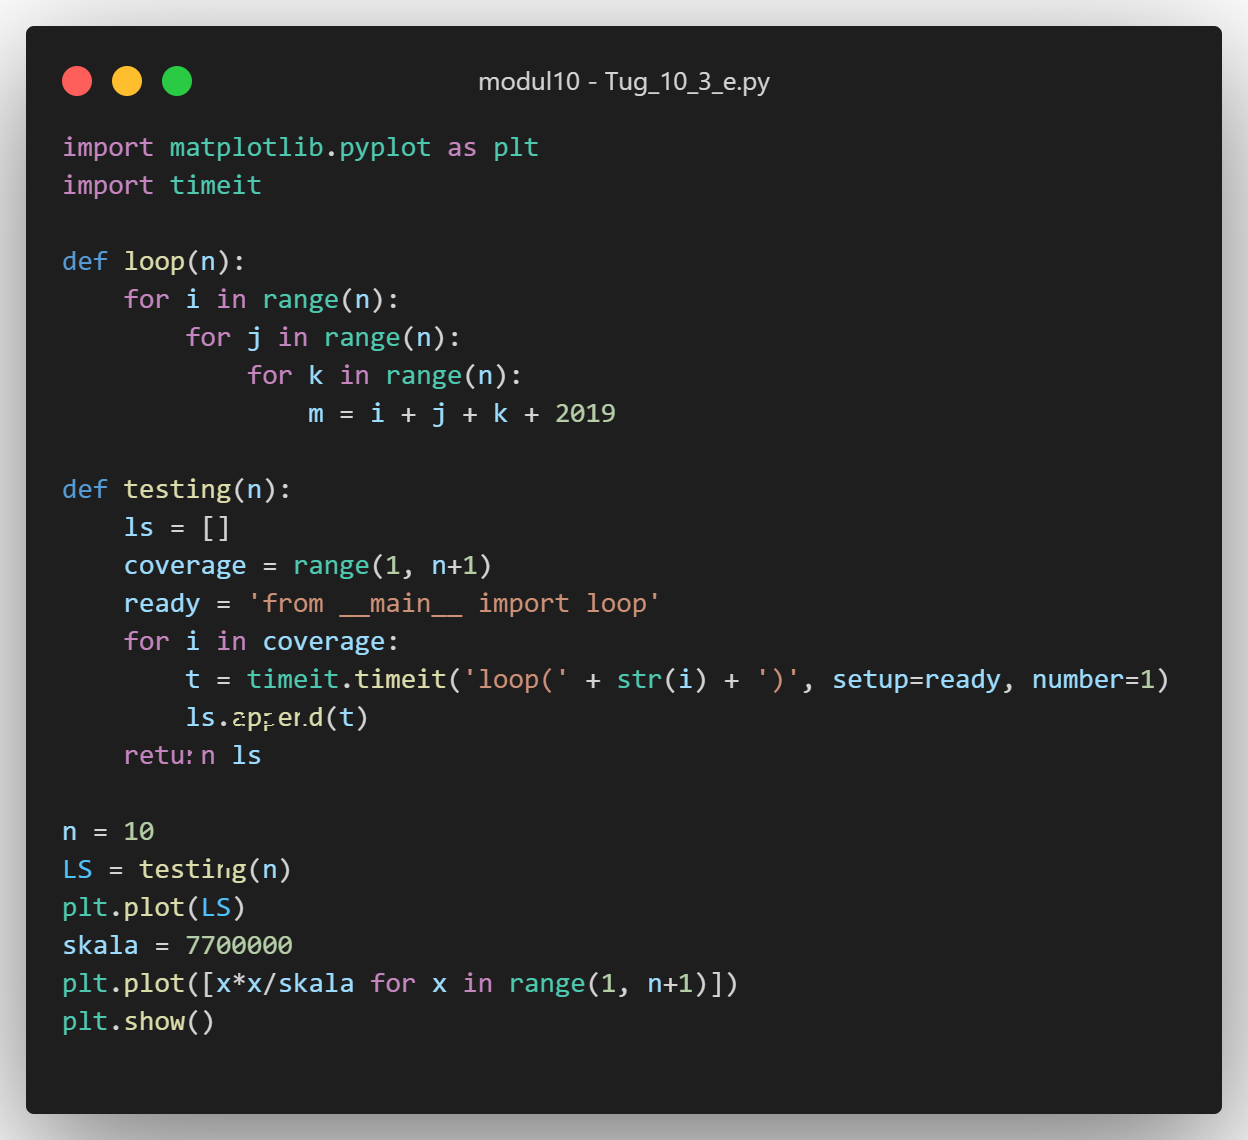 modul10 - Tug_10_3_e.py
import matplotlib.pyplot as plt
import timeit
def loop(n):
    for i in range(n):
        for j in range(n):
            for k in range(n):
                m = i + j + k + 2019
def testing(n):
    ls = []
    coverage = range(1, n+1)
    ready = 'from __main__ import loop'
    for i in coverage:
        t = timeit.timeit('loop(' + str(i) + ')', setup=ready, number=1)
        ls.append(t)
    return ls
n = 10
LS = testing(n)
plt.plot(LS)
skala = 7700000
plt.plot([x*x/skala for x in range(1, n+1)])
plt.show()